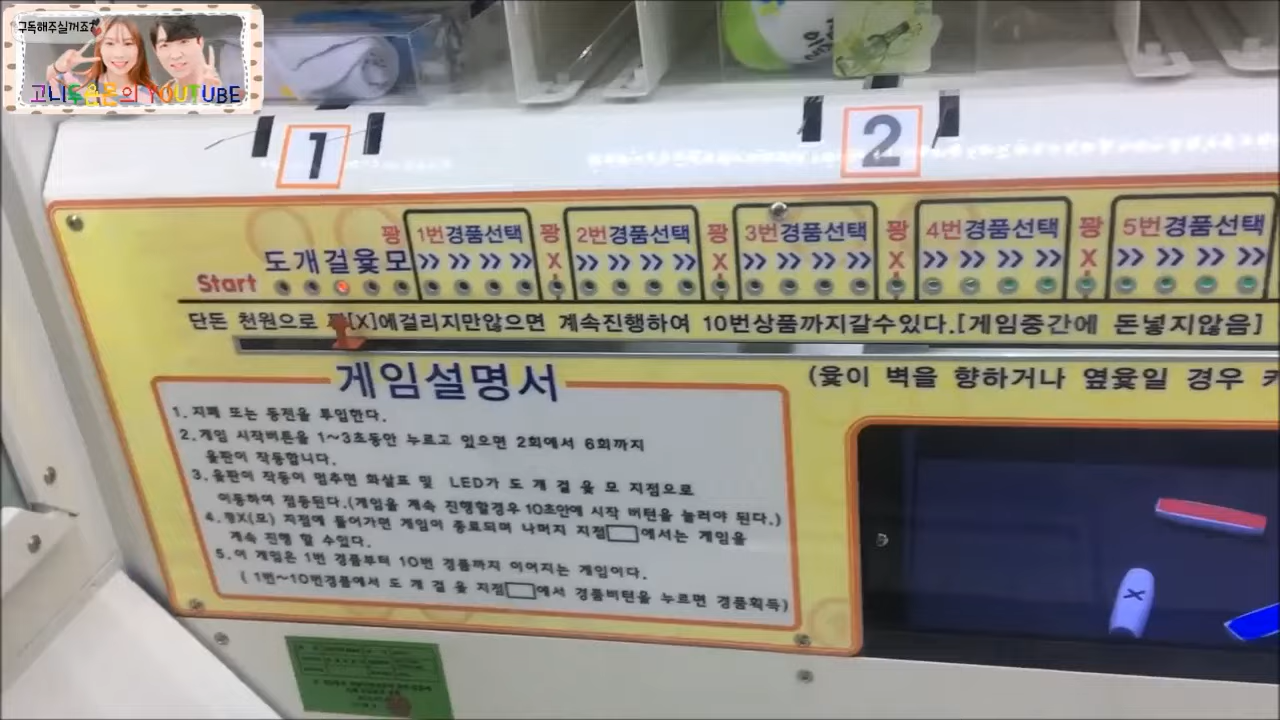 구독해주실꺼죠?
고니두유은의 YOUTUBE
1
2
꽝 1번경품선택 꽝 2번경품선택 꽝 3번경품선택 꽝 4번경품선택 꽝 5번경품선택
도개걸윷모 >> >> >> >> X >> >> >> >> X >> >> >> >> X >> >> >> >> X >> >> >> >>
Start
단돈 천원으로 꽝[X]에걸리지만않으면 계속진행하여 10번상품까지갈수있다.[게임중간에 돈넣지않음]
게임설명서
(윷이 벽을 향하거나 옆윷일 경우
1.지폐 또는 동전을 투입한다.
2.게임 시작버튼을 1~3초동안 누르고 있으면 2회에서 6회까지
윷판이 작동합니다.
3.윷판이 작동이 멈추면 화살표 및 LED가 도 개 걸 윷 모 지점으로
이동하여 점등된다.(게임을 계속 진행할경우 10초안에 시작 버턴을 눌러야 된다.)
4.꽝X(모) 지점에 들어가면 게임이 종료되며 나머지 지점 에서는 게임을
계속 진행 할 수있다.
5.이 게임은 1번 경품부터 10번 경품까지 이어지는 게임이다.
( 1번~10번경품에서 도 개 걸 윷 지점 에서 경품버턴을 누르면 경품획득)
X